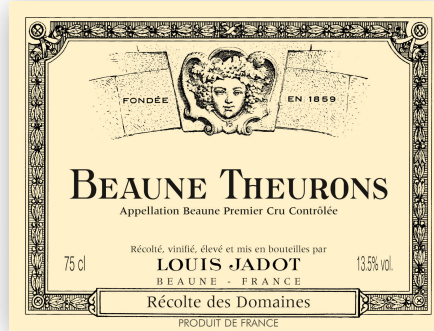 FONDÉE EN 1859
BEAUNE THEURONS
Appellation Beaune Premier Cru Contrôlée
Récolté, vinifié, élevé et mis en bouteilles par
75 cl LOUIS JADOT 13.5% vol.
BEAUNE - FRANCE
Récolte des Domaines
PRODUIT DE FRANCE